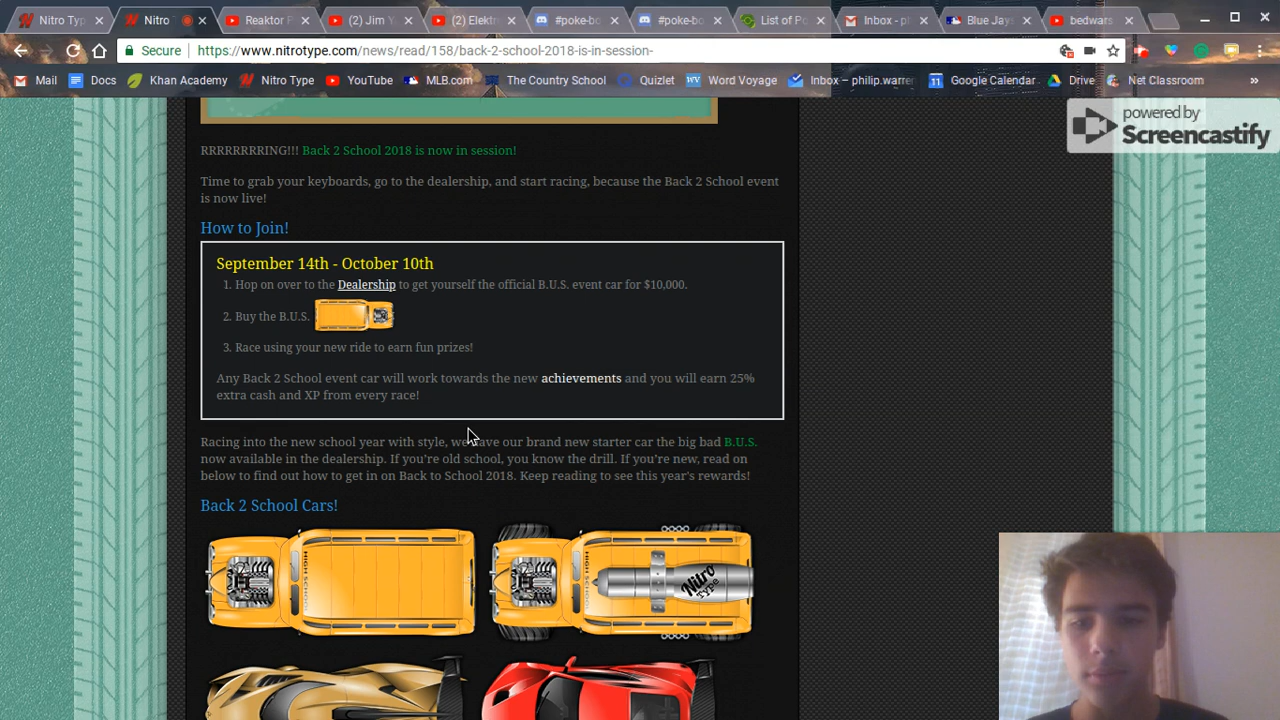 Nitro Typ
Nitro
Reaktor P
(2) Jim Y
(2) Elekt
#poke-bo
#poke-bo
List of Po
Inbox - pl
Blue Jay
bedwars
Secure
https://www.nitrotype.com/news/read/158/back-2-school-2018-is-in-session-
Mail
Docs
Khan Academy
Nitro Type
YouTube
MLB.com
The Country School
Quizlet
WV
Word Voyage
Inbox – philip.warre
11
Google Calendar
Drive
Net Classroom
»
powered by
Screencastify
RRRRRRRRING!!! Back 2 School 2018 is now in session!
Time to grab your keyboards, go to the dealership, and start racing, because the Back 2 School event
is now live!
How to Join!
September 14th - October 10th
1. Hop on over to the Dealership to get yourself the official B.U.S. event car for $10,000.
2. Buy the B.U.S.
3. Race using your new ride to earn fun prizes!
Any Back 2 School event car will work towards the new achievements and you will earn 25%
extra cash and XP from every race!
Racing into the new school year with style, we have our brand new starter car the big bad B.U.S.
now available in the dealership. If you're old school, you know the drill. If you're new, read on
below to find out how to get in on Back to School 2018. Keep reading to see this year's rewards!
Back 2 School Cars!
HIGH SCHOOL
Nitro
Type